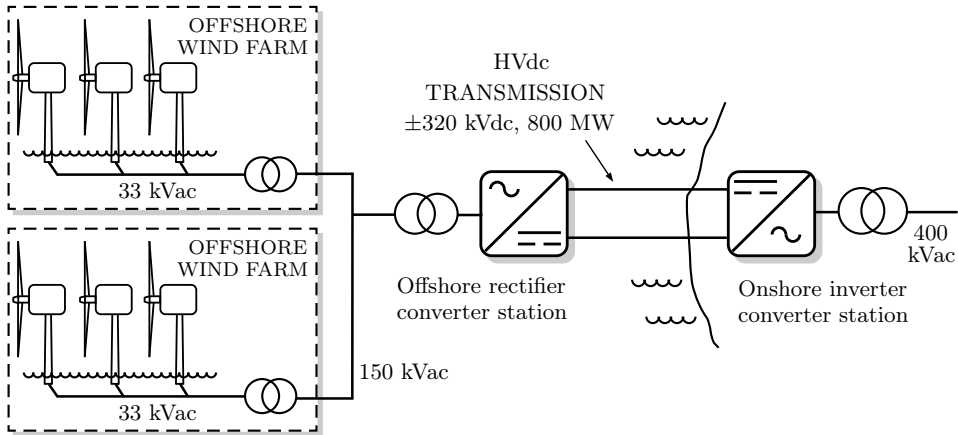 OFFSHORE
WIND FARM
33 kVac
HVdc
TRANSMISSION
±320 kVdc, 800 MW
OFFSHORE
WIND FARM
33 kVac
150 kVac
Offshore rectifier
converter station
Onshore inverter
converter station
400
kVac